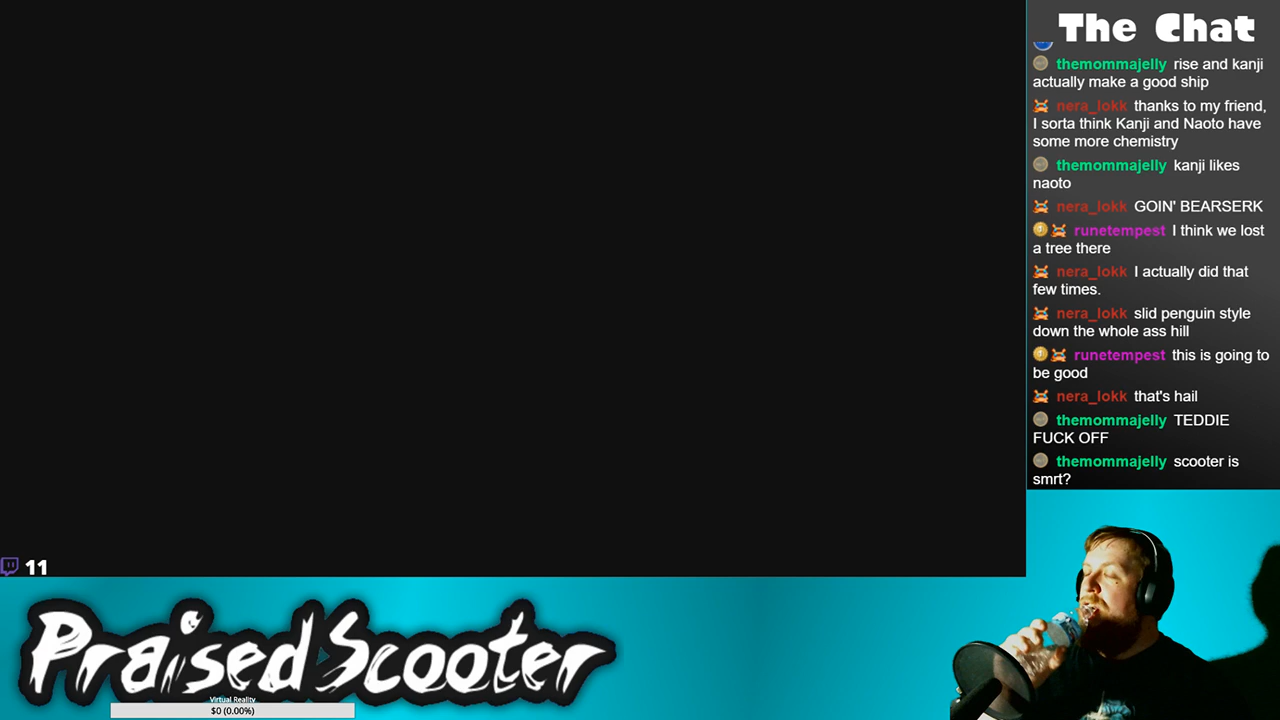 The Chat
themommajelly rise and kanji
actually make a good ship
nera_lokk thanks to my friend,
I sorta think Kanji and Naoto have
some more chemistry
themommajelly kanji likes
naoto
nera_lokk GOIN' BEARSERK
runetempest I think we lost
a tree there
nera_lokk I actually did that
few times.
nera_lokk slid penguin style
down the whole ass hill
runetempest this is going to
be good
nera_lokk that's hail
themommajelly TEDDIE
FUCK OFF
themommajelly scooter is
smrt?
11
PraisedScooter
Virtual Reality
$0 (0.00%)